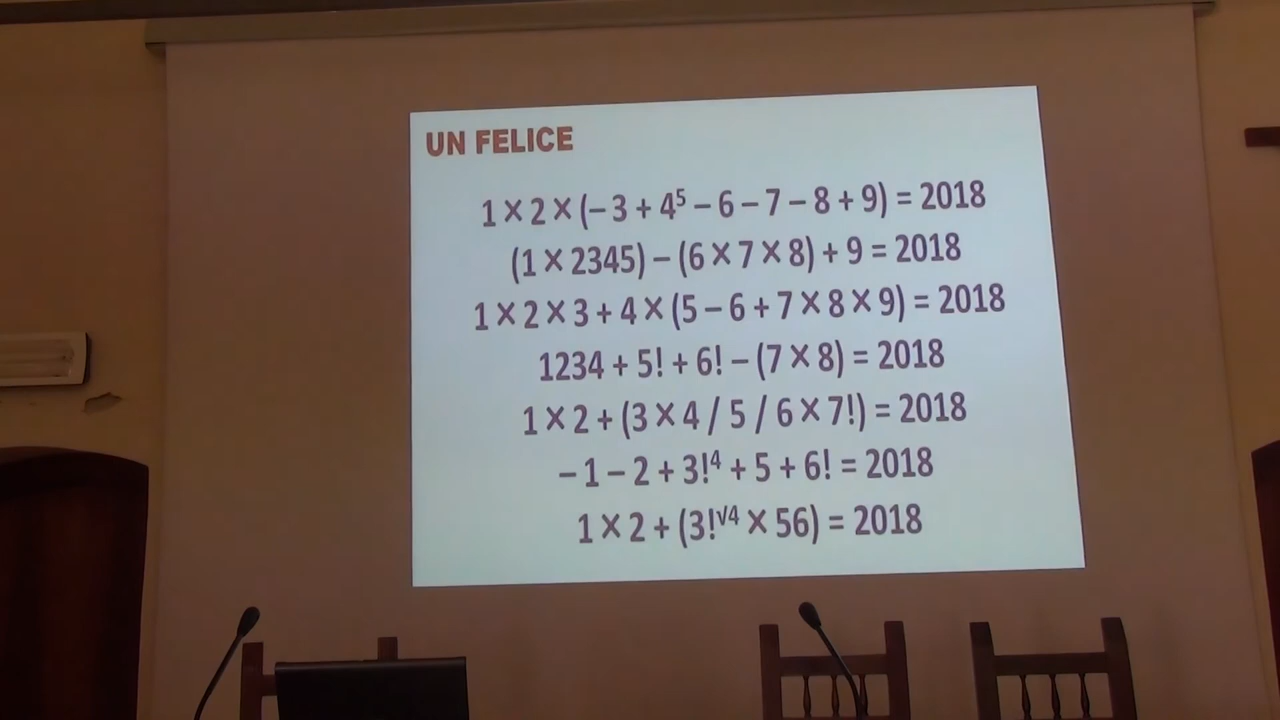 UN FELICE
1 × 2 × (– 3 + 4⁵ – 6 – 7 – 8 + 9) = 2018
(1 × 2345) – (6 × 7 × 8) + 9 = 2018
1 × 2 × 3 + 4 × (5 – 6 + 7 × 8 × 9) = 2018
1234 + 5! + 6! – (7 × 8) = 2018
1 × 2 + (3 × 4 / 5 / 6 × 7!) = 2018
– 1 – 2 + 3!⁴ + 5 + 6! = 2018
1 × 2 + (3!^√4 × 56) = 2018